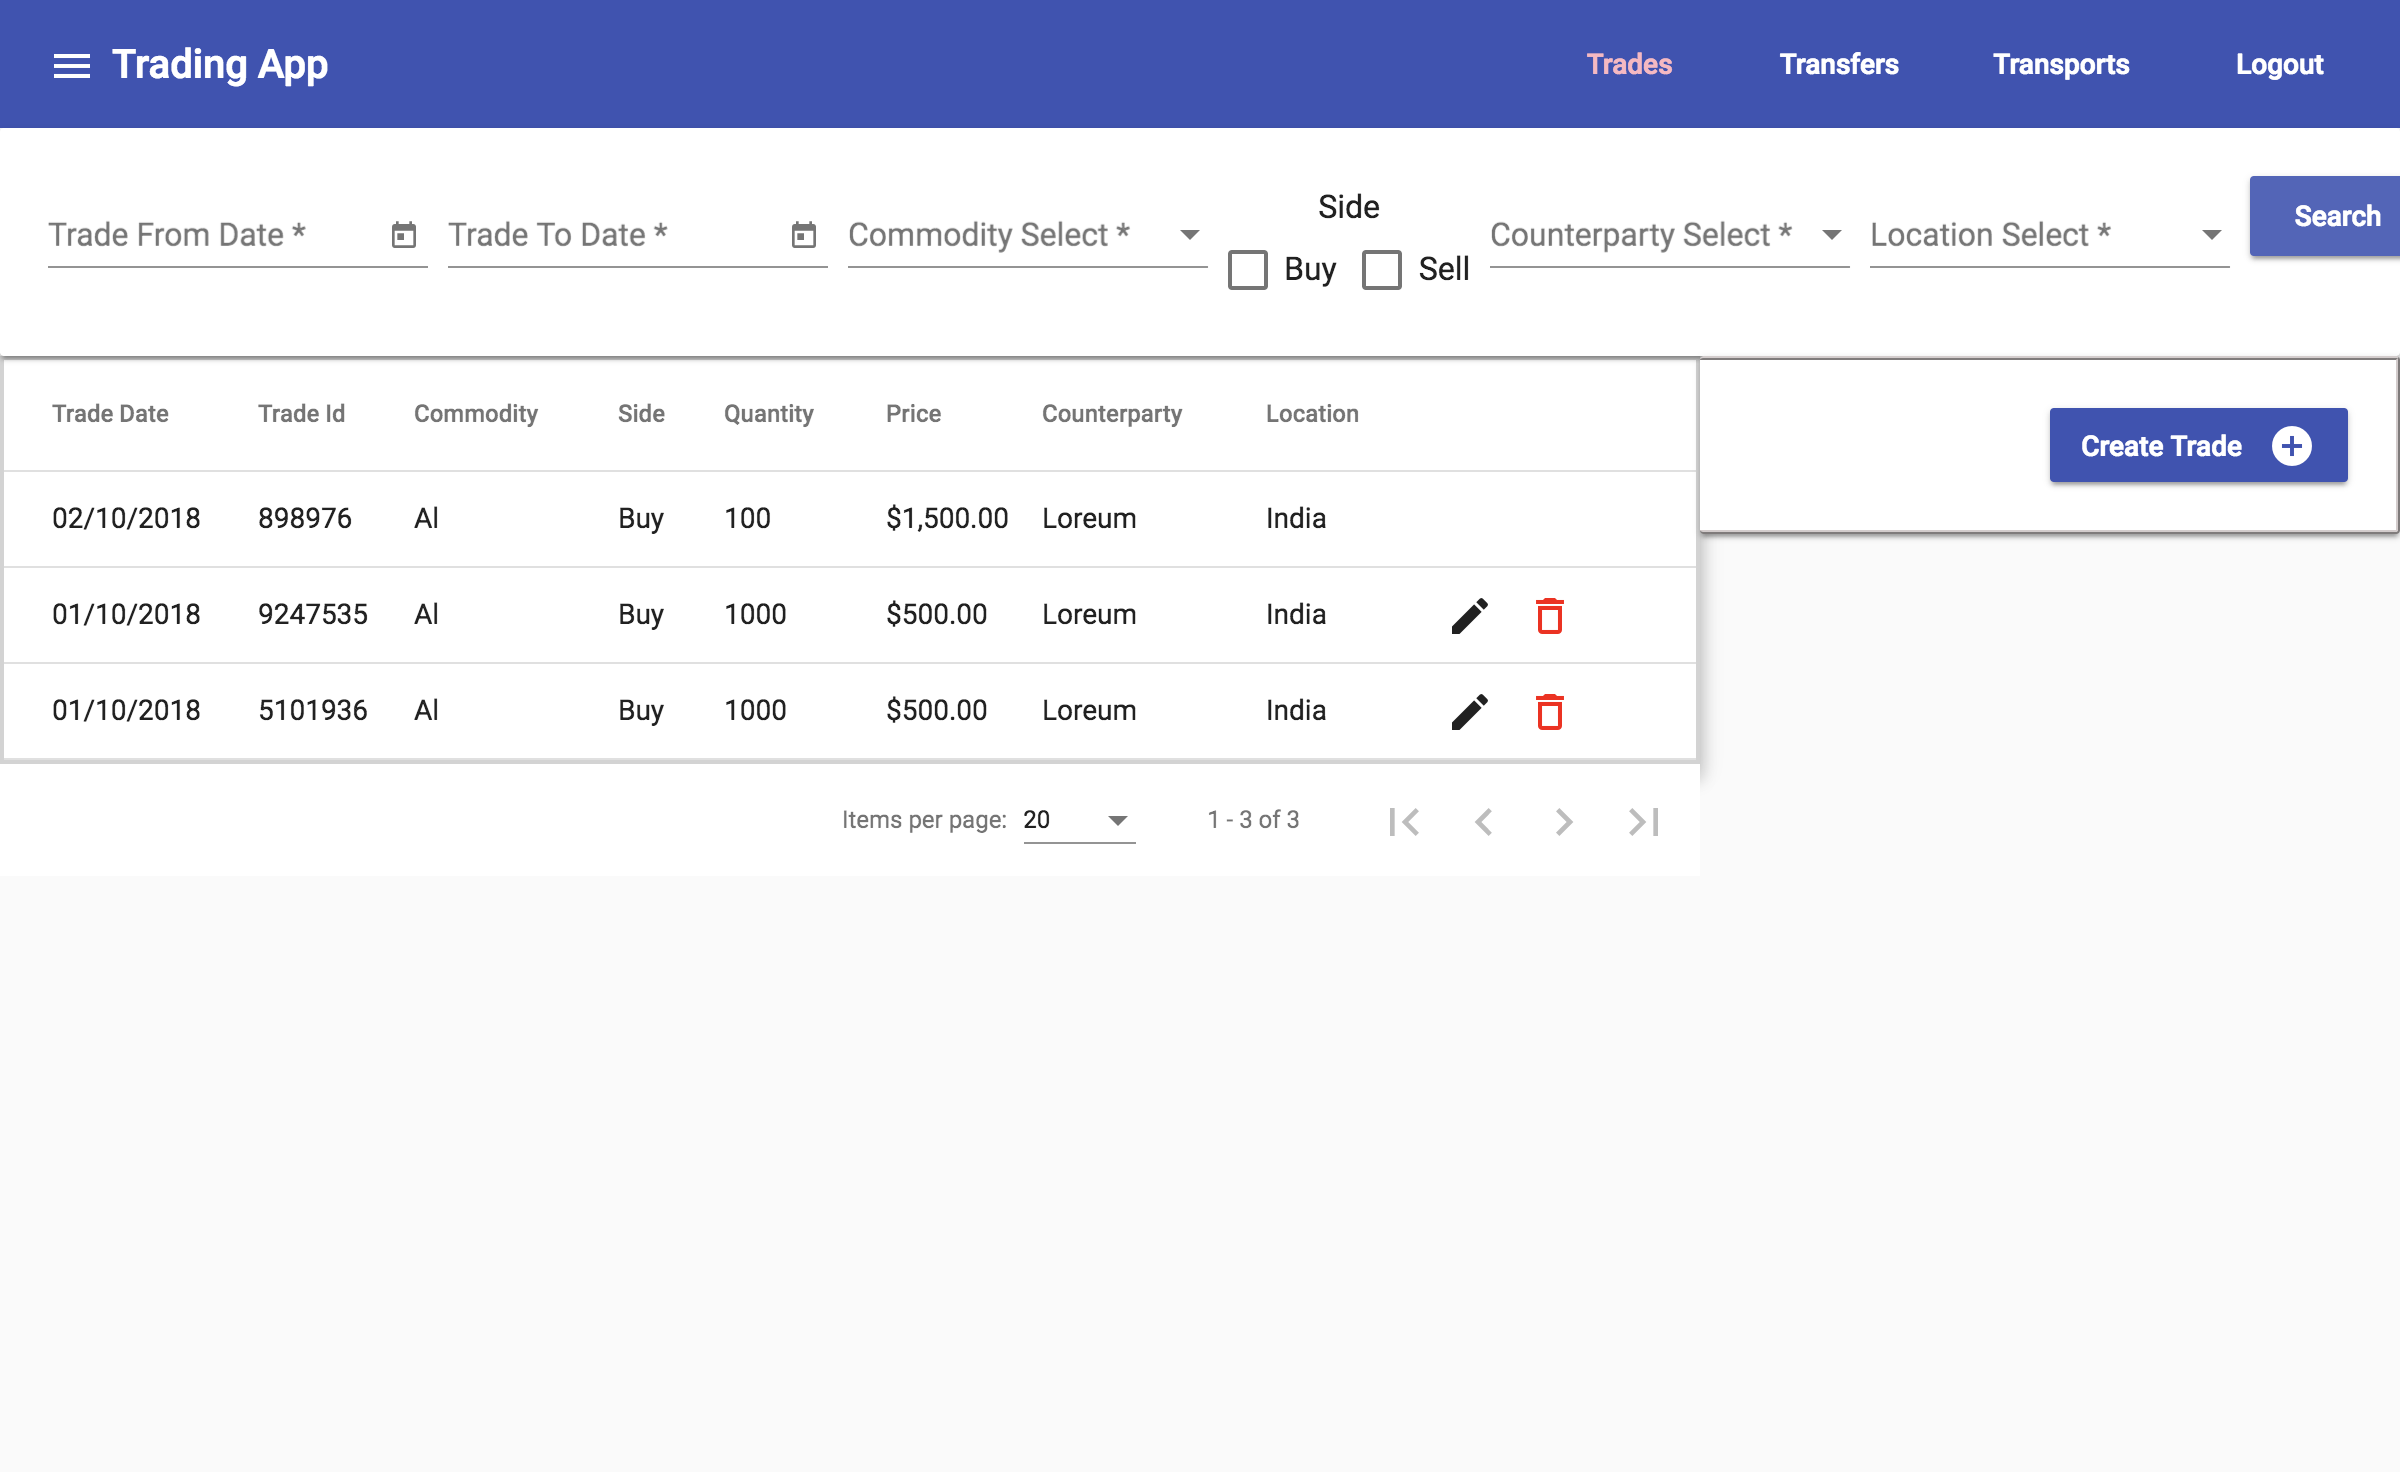 Trading App Trades Transfers Transports Logout
Trade From Date * Trade To Date * Commodity Select * Side Counterparty Select * Location Select * Search
Buy Sell
Trade Date Trade Id Commodity Side Quantity Price Counterparty Location
Create Trade
02/10/2018 898976 Al Buy 100 $1,500.00 Loreum India
01/10/2018 9247535 Al Buy 1000 $500.00 Loreum India
01/10/2018 5101936 Al Buy 1000 $500.00 Loreum India
Items per page: 20 1 - 3 of 3